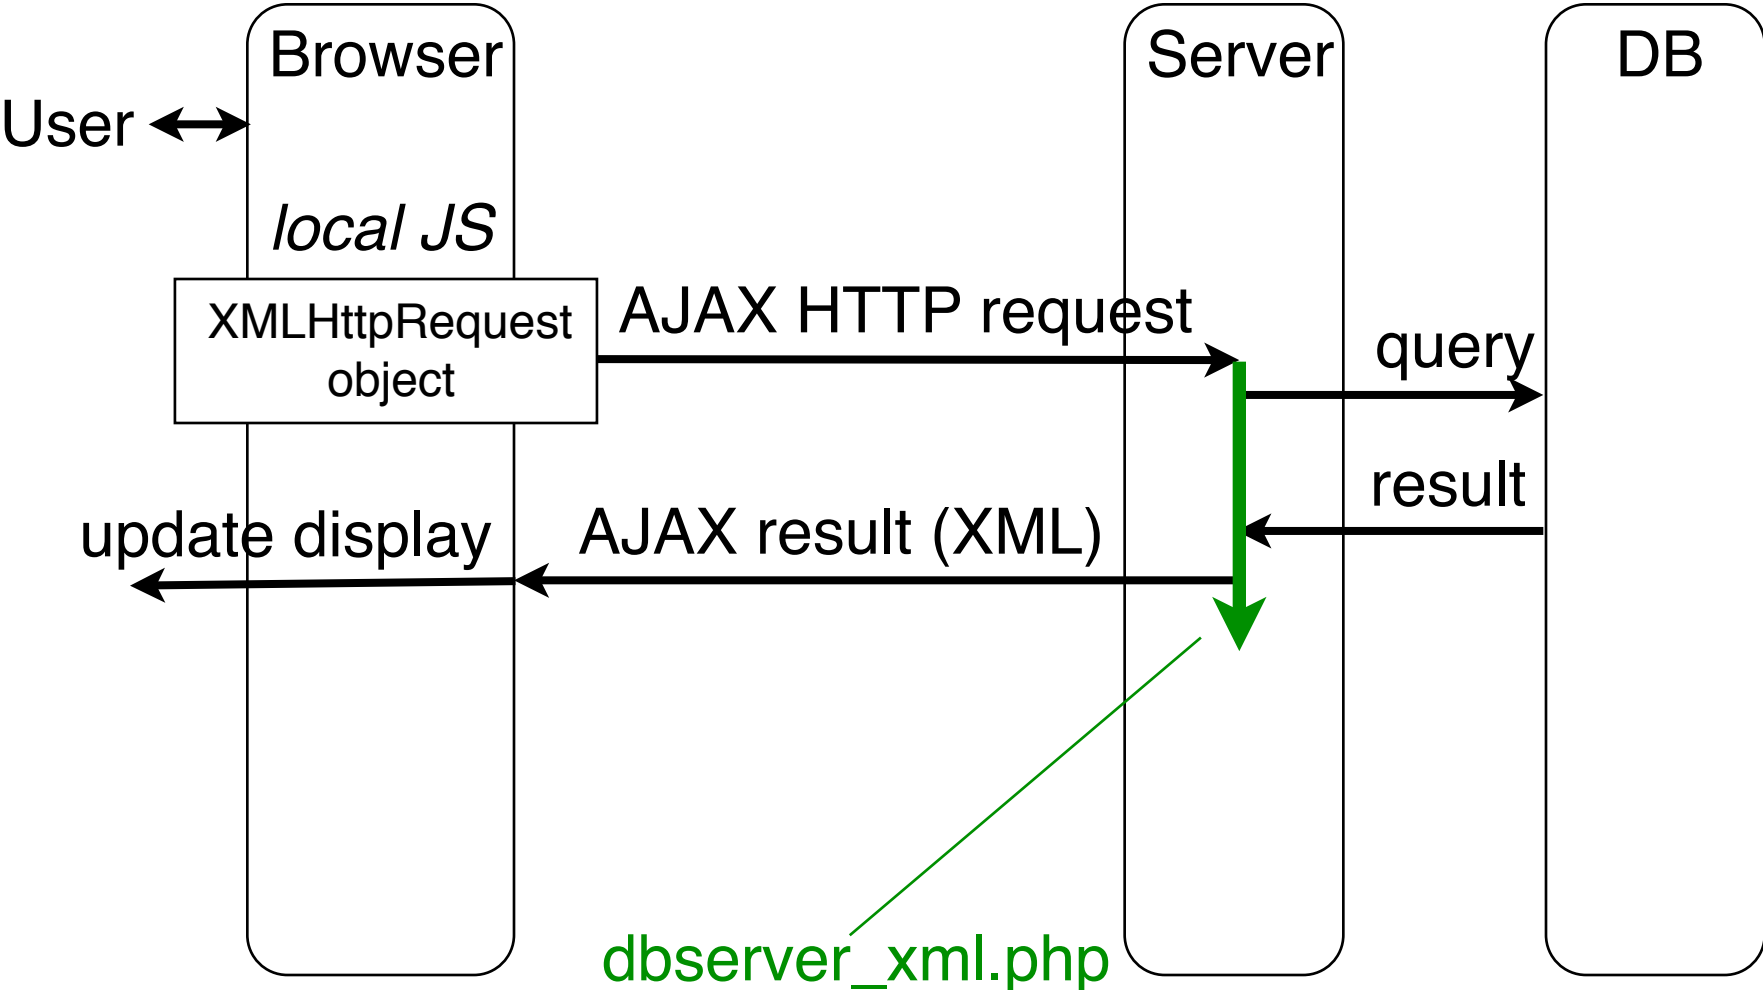 Browser
Server
DB
User
local JS
XMLHttpRequest
object
AJAX HTTP request
query
result
update display
AJAX result (XML)
dbserver_xml.php